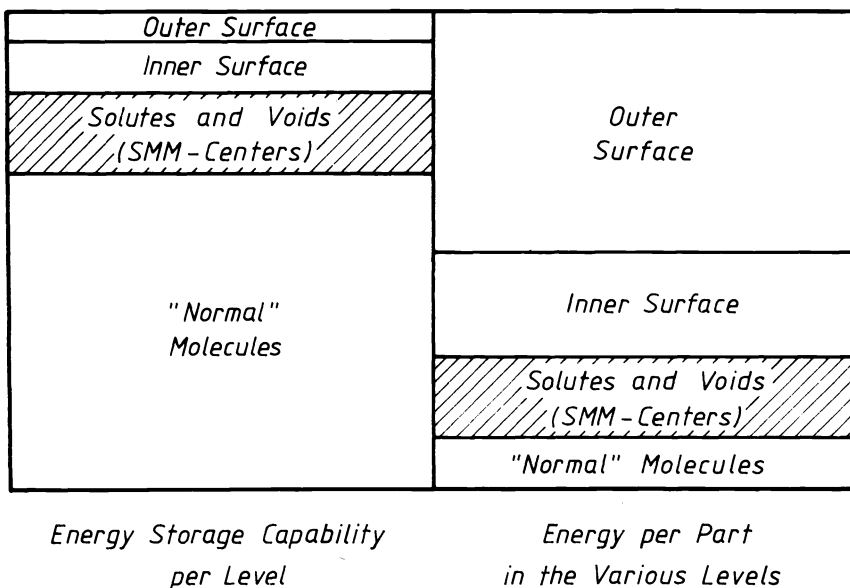 Outer Surface
Inner Surface
Solutes and Voids
(SMM-Centers)
"Normal"
Molecules
Energy Storage Capability
per Level
Outer
Surface
Inner Surface
Solutes and Voids
(SMM-Centers)
"Normal" Molecules
Energy per Part
in the Various Levels